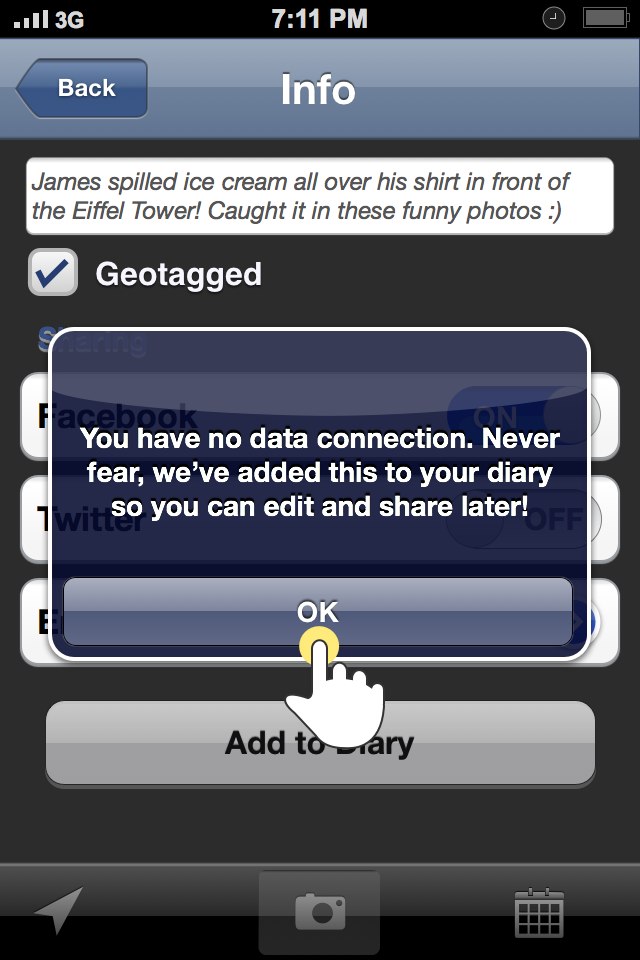 3G 7:11 PM
Back Info
James spilled ice cream all over his shirt in front of
the Eiffel Tower! Caught it in these funny photos :)
Geotagged
Sharing
Facebook ON
You have no data connection. Never
fear, we've added this to your diary
so you can edit and share later!
Twitter OFF
OK
Add to Diary